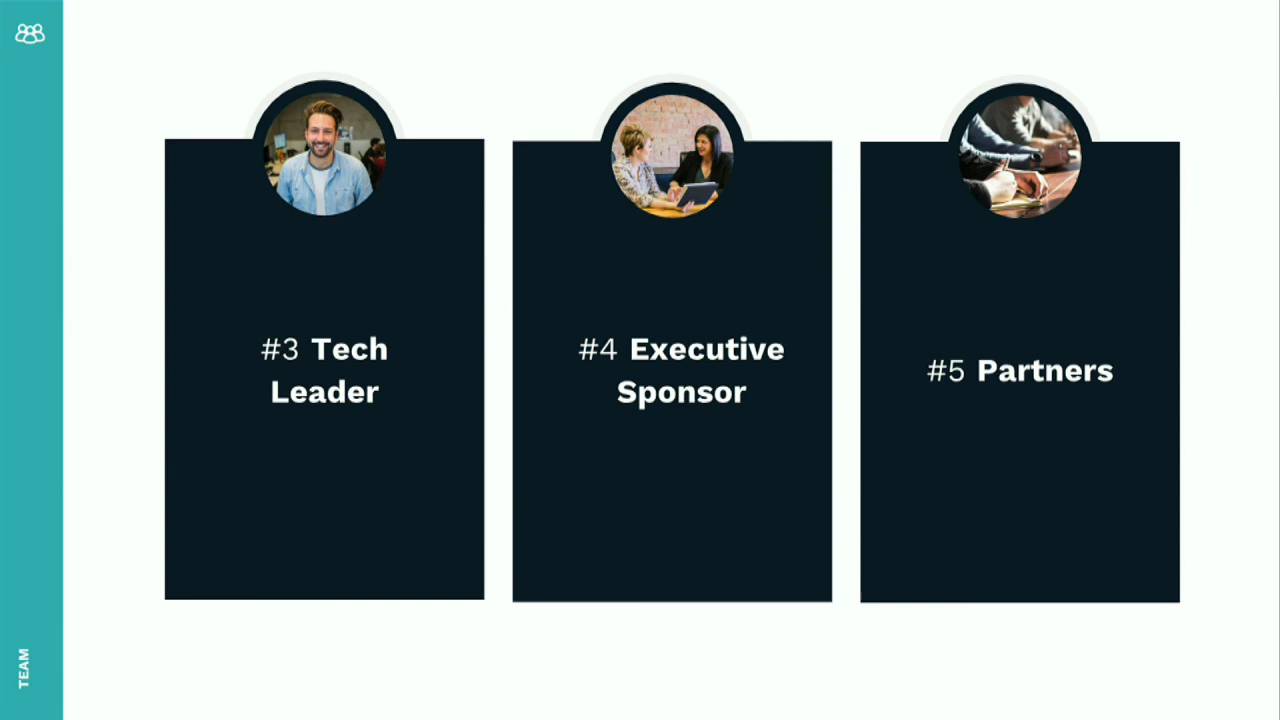 #3 Tech
Leader
#4 Executive
Sponsor
#5 Partners
TEAM